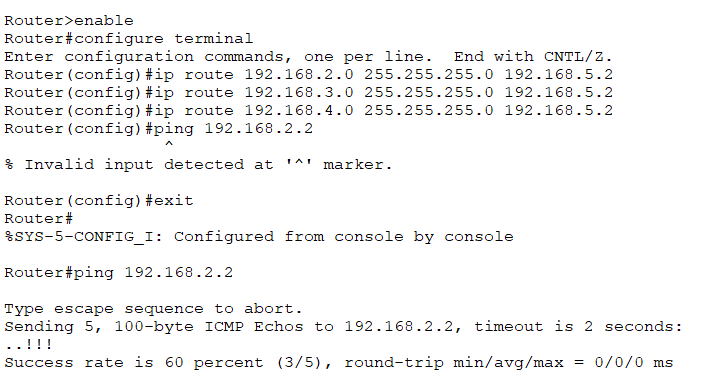 Router>enable
Router#configure terminal
Enter configuration commands, one per line.  End with CNTL/Z.
Router(config)#ip route 192.168.2.0 255.255.255.0 192.168.5.2
Router(config)#ip route 192.168.3.0 255.255.255.0 192.168.5.2
Router(config)#ip route 192.168.4.0 255.255.255.0 192.168.5.2
Router(config)#ping 192.168.2.2
^
% Invalid input detected at '^' marker.
Router(config)#exit
Router#
%SYS-5-CONFIG_I: Configured from console by console
Router#ping 192.168.2.2
Type escape sequence to abort.
Sending 5, 100-byte ICMP Echos to 192.168.2.2, timeout is 2 seconds:
..!!!
Success rate is 60 percent (3/5), round-trip min/avg/max = 0/0/0 ms